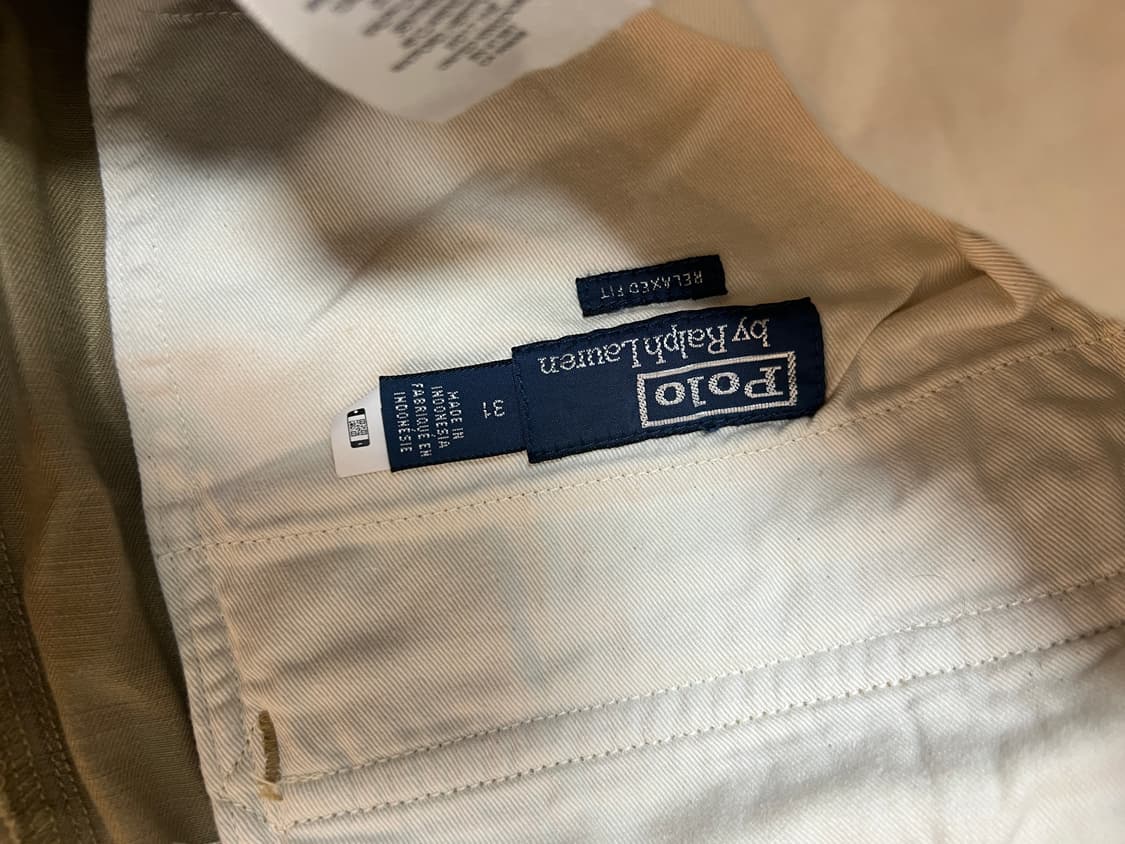 RELAXED FIT
Polo
by Ralph Lauren
31
MADE IN
INDONESIA
FABRIQUÉ EN
INDONÉSIE